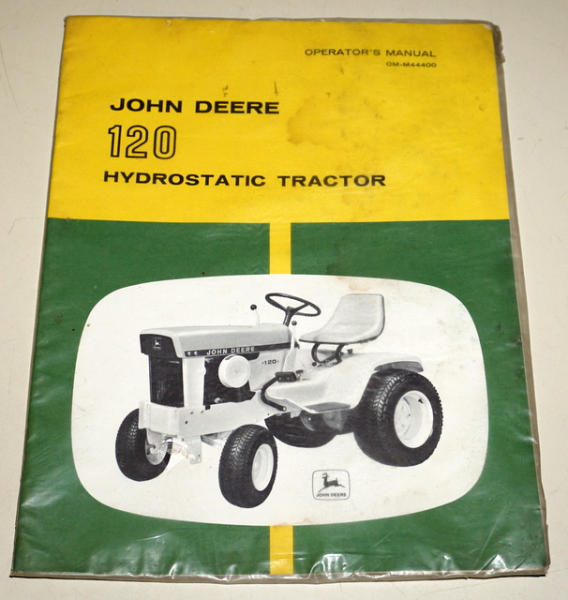 OPERATOR'S MANUAL
OM-M44400
JOHN DEERE
120
HYDROSTATIC TRACTOR
JOHN DEERE
-120-
JOHN DEERE